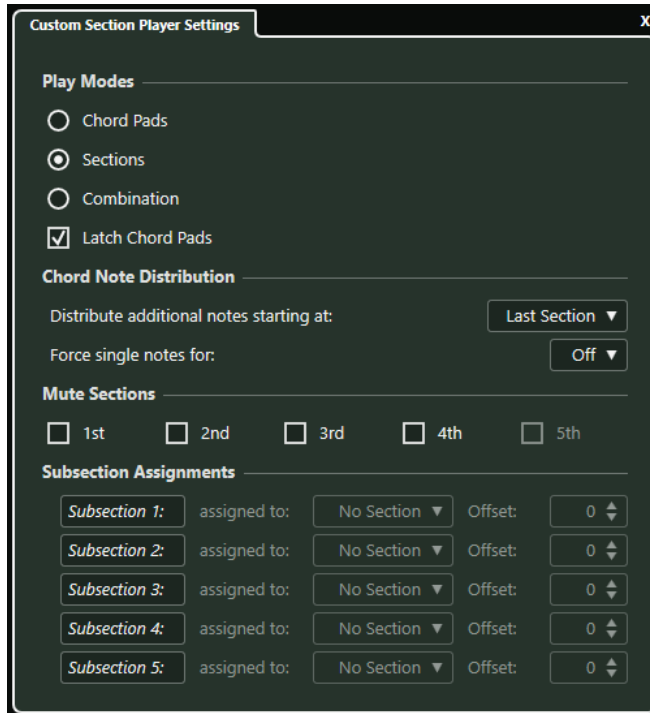 Custom Section Player Settings X
Play Modes
Chord Pads
Sections
Combination
Latch Chord Pads
Chord Note Distribution
Distribute additional notes starting at: Last Section
Force single notes for: Off
Mute Sections
1st 2nd 3rd 4th 5th
Subsection Assignments
Subsection 1: assigned to: No Section Offset: 0
Subsection 2: assigned to: No Section Offset: 0
Subsection 3: assigned to: No Section Offset: 0
Subsection 4: assigned to: No Section Offset: 0
Subsection 5: assigned to: No Section Offset: 0